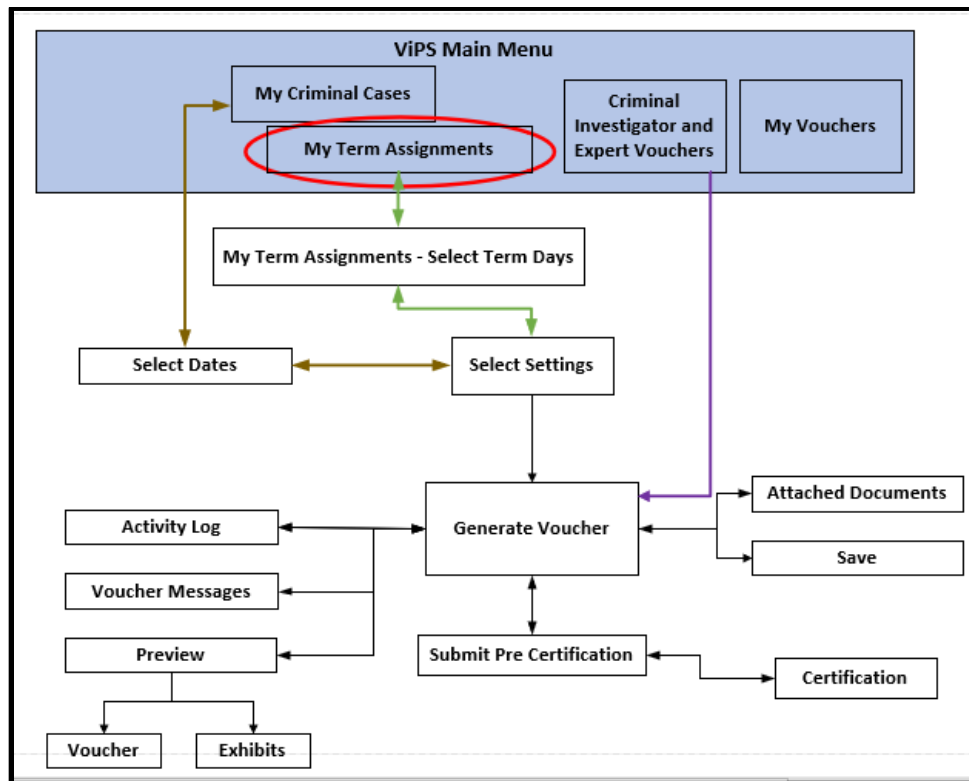 ViPS Main Menu
My Criminal Cases
My Term Assignments
Criminal
Investigator and
Expert Vouchers
My Vouchers
My Term Assignments - Select Term Days
Select Dates
Select Settings
Generate Voucher
Attached Documents
Save
Activity Log
Voucher Messages
Preview
Submit Pre Certification
Certification
Voucher
Exhibits